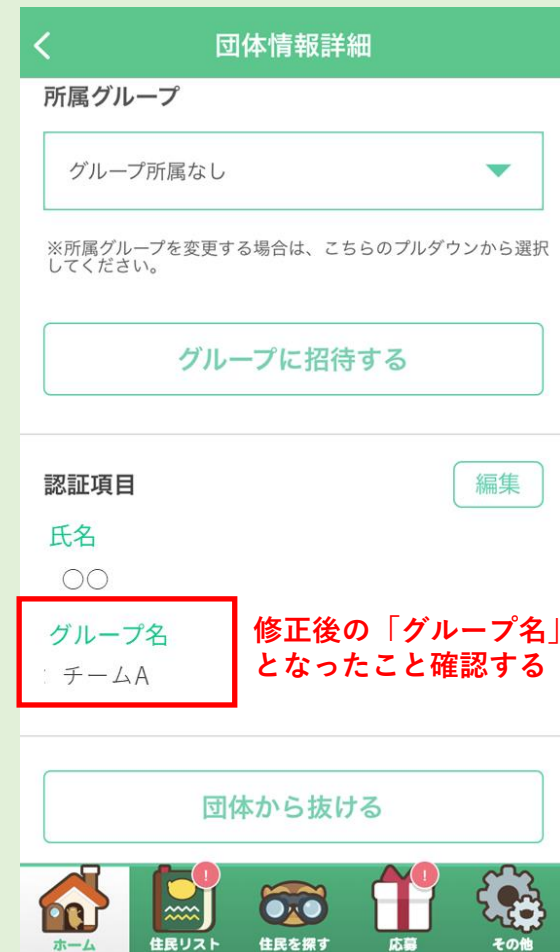 団体情報詳細
所属グループ
グループ所属なし
※所属グループを変更する場合は、こちらのプルダウンから選択
してください。
グループに招待する
認証項目
編集
氏名
○○
グループ名
チームA
修正後の「グループ名」
となったこと確認する
団体から抜ける
! !
ホーム 住民リスト 住民を探す 応募 その他